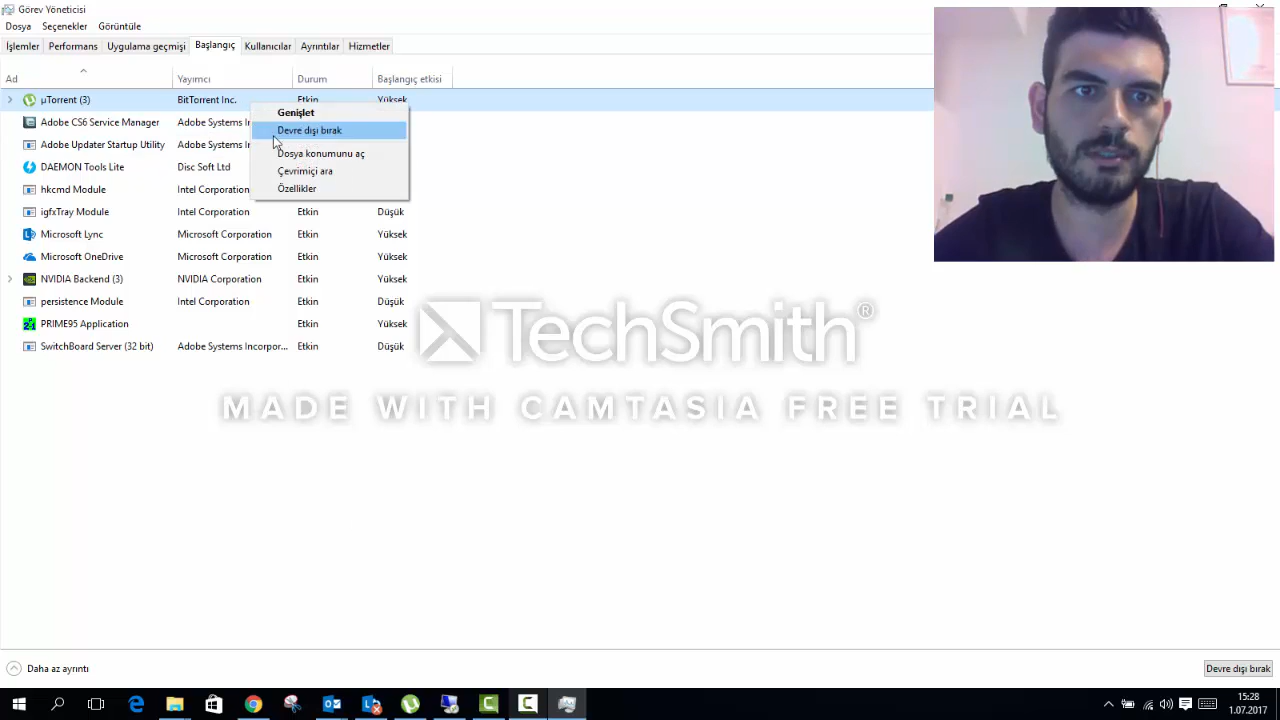 Görev Yöneticisi
Dosya Seçenekler Görüntüle
İşlemler Performans Uygulama geçmişi Başlangıç Kullanıcılar Ayrıntılar Hizmetler
Ad Yayımcı Durum Başlangıç etkisi
µTorrent (3) BitTorrent Inc. Etkin Yüksek
Genişlet
Adobe CS6 Service Manager Adobe Systems
Devre dışı bırak
Adobe Updater Startup Utility Adobe Systems
Dosya konumunu aç
DAEMON Tools Lite Disc Soft Ltd
Çevrimiçi ara
hkcmd Module Intel Corporation
Özellikler
igfxTray Module Intel Corporation Etkin Düşük
Microsoft Lync Microsoft Corporation Etkin Yüksek
Microsoft OneDrive Microsoft Corporation Etkin Yüksek
NVIDIA Backend (3) NVIDIA Corporation Etkin Yüksek
persistence Module Intel Corporation Etkin Düşük
PRIME95 Application Etkin Yüksek
SwitchBoard Server (32 bit) Adobe Systems Incorpor... Etkin Düşük
TechSmith®
MADE WITH CAMTASIA FREE TRIAL
Daha az ayrıntı Devre dışı bırak
15:28
1.07.2017